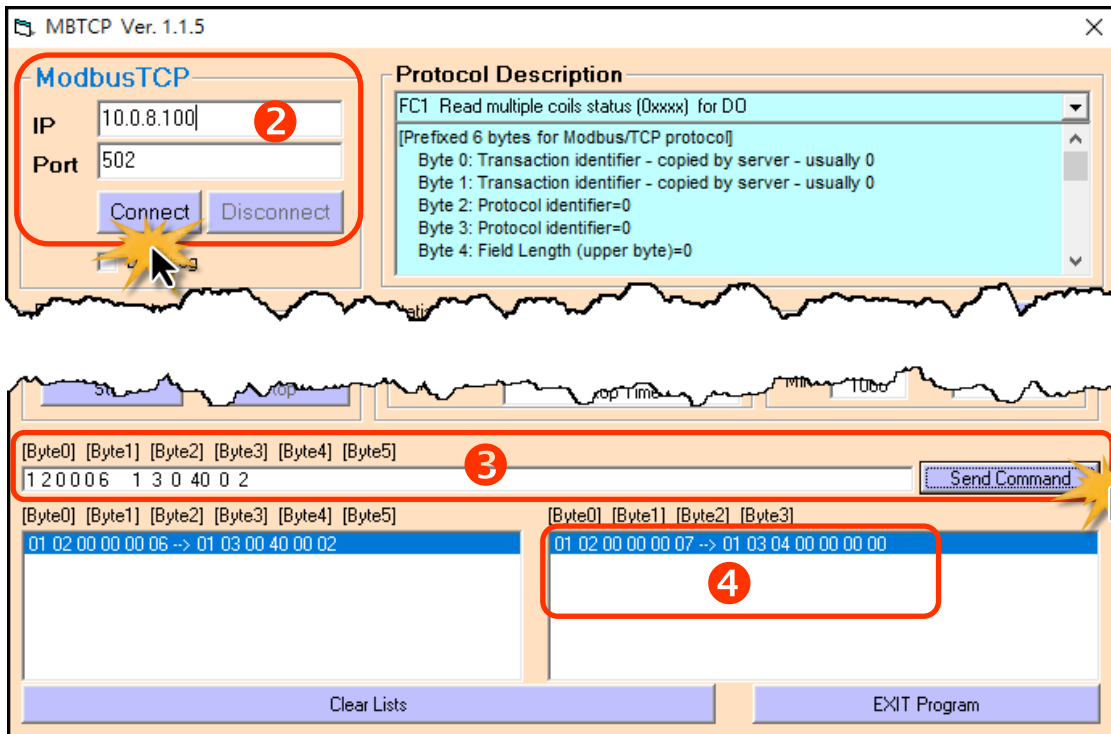 MBTCP Ver. 1.1.5
ModbusTCP
IP 10.0.8.100
2
Port 502
Connect Disconnect
Protocol Description
FC1 Read multiple coils status (0xxxx) for DO
[Prefixed 6 bytes for Modbus/TCP protocol]
Byte 0: Transaction identifier - copied by server - usually 0
Byte 1: Transaction identifier - copied by server - usually 0
Byte 2: Protocol identifier=0
Byte 3: Protocol identifier=0
Byte 4: Field Length (upper byte)=0
[Byte0] [Byte1] [Byte2] [Byte3] [Byte4] [Byte5]
3
1 2 0 0 0 6 1 3 0 40 0 2
Send Command
[Byte0] [Byte1] [Byte2] [Byte3] [Byte4] [Byte5]
01 02 00 00 00 06 --> 01 03 00 40 00 02
[Byte0] [Byte1] [Byte2] [Byte3]
01 02 00 00 00 07 --> 01 03 04 00 00 00 00
4
Clear Lists
EXIT Program